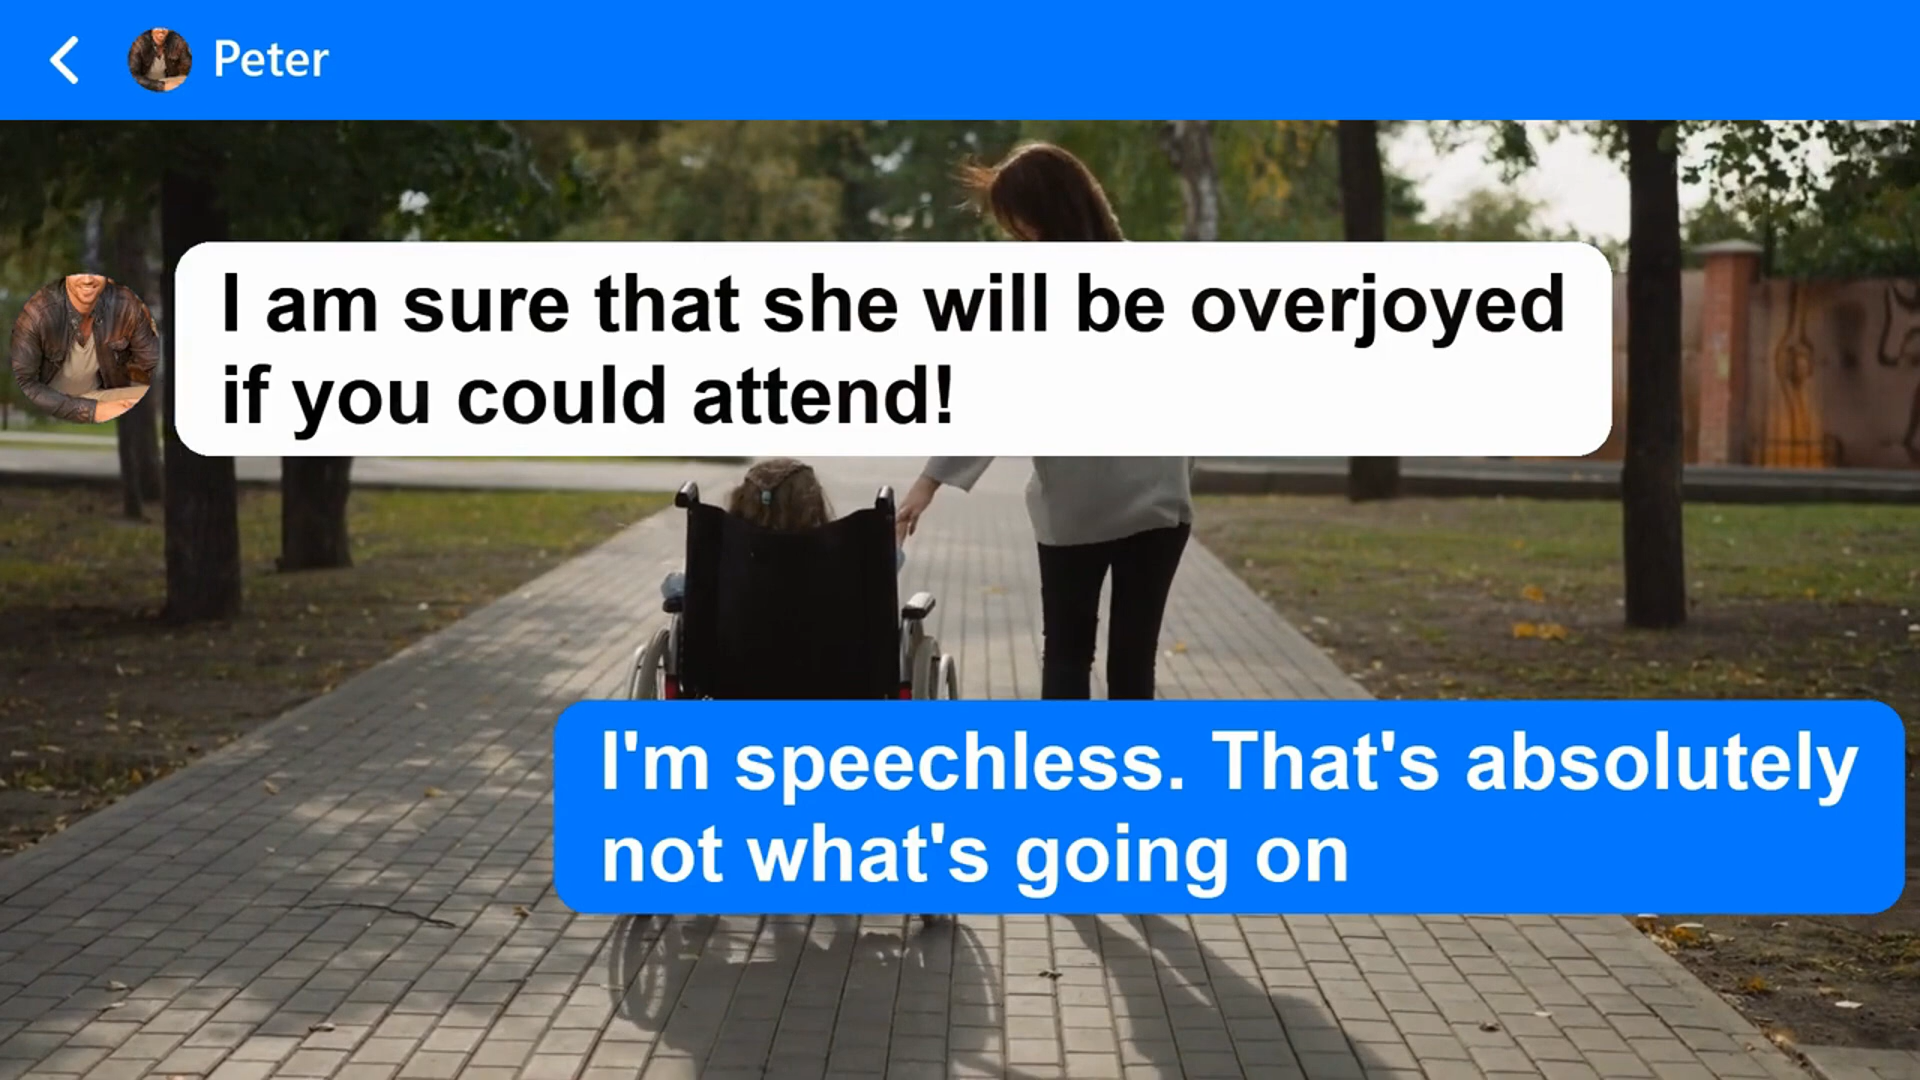 Peter
I am sure that she will be overjoyed
if you could attend!
I'm speechless. That's absolutely
not what's going on